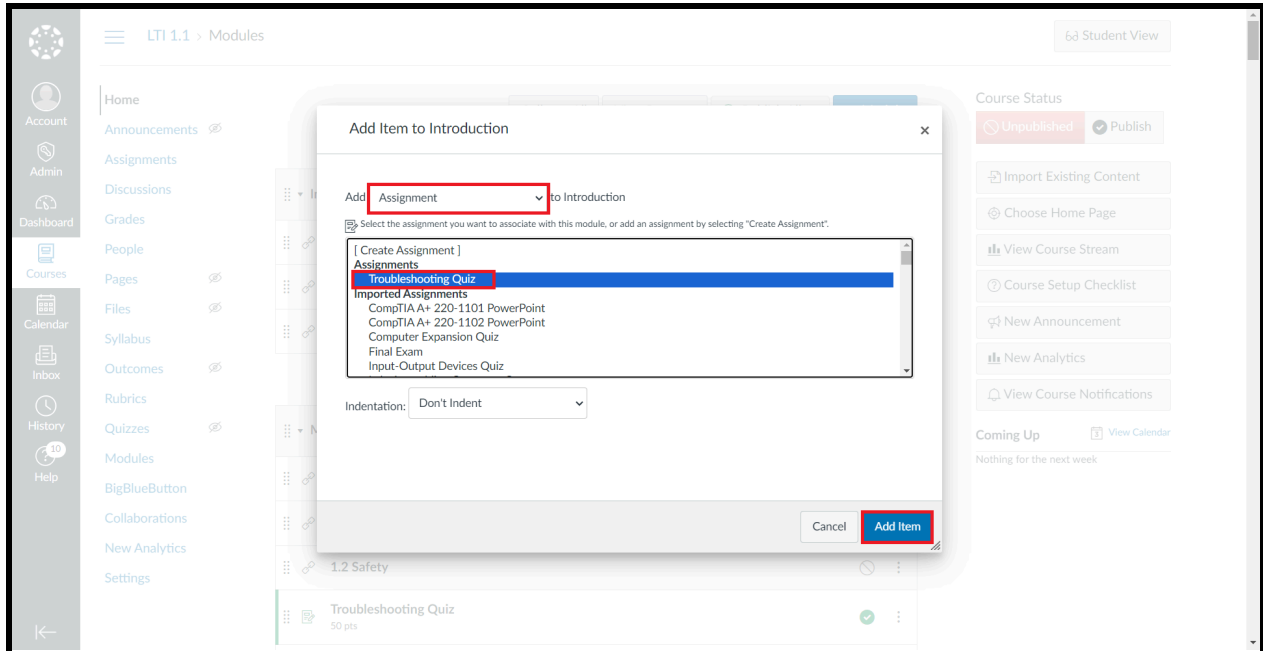 LTI 1.1 > Modules
Student View
Account
Admin
Dashboard
Courses
Calendar
Inbox
History
10
Help
Home
Announcements
Assignments
Discussions
Grades
People
Pages
Files
Syllabus
Outcomes
Rubrics
Quizzes
Modules
BigBlueButton
Collaborations
New Analytics
Settings
Add Item to Introduction
×
Add Assignment to Introduction
Select the assignment you want to associate with this module, or add an assignment by selecting "Create Assignment".
[ Create Assignment ]
Assignments
Troubleshooting Quiz
Imported Assignments
CompTIA A+ 220-1101 PowerPoint
CompTIA A+ 220-1102 PowerPoint
Computer Expansion Quiz
Final Exam
Input-Output Devices Quiz
Indentation: Don't Indent
Cancel Add Item
1.2 Safety
Troubleshooting Quiz
50 pts
Course Status
Unpublished Publish
Import Existing Content
Choose Home Page
View Course Stream
Course Setup Checklist
New Announcement
New Analytics
View Course Notifications
Coming Up View Calendar
Nothing for the next week